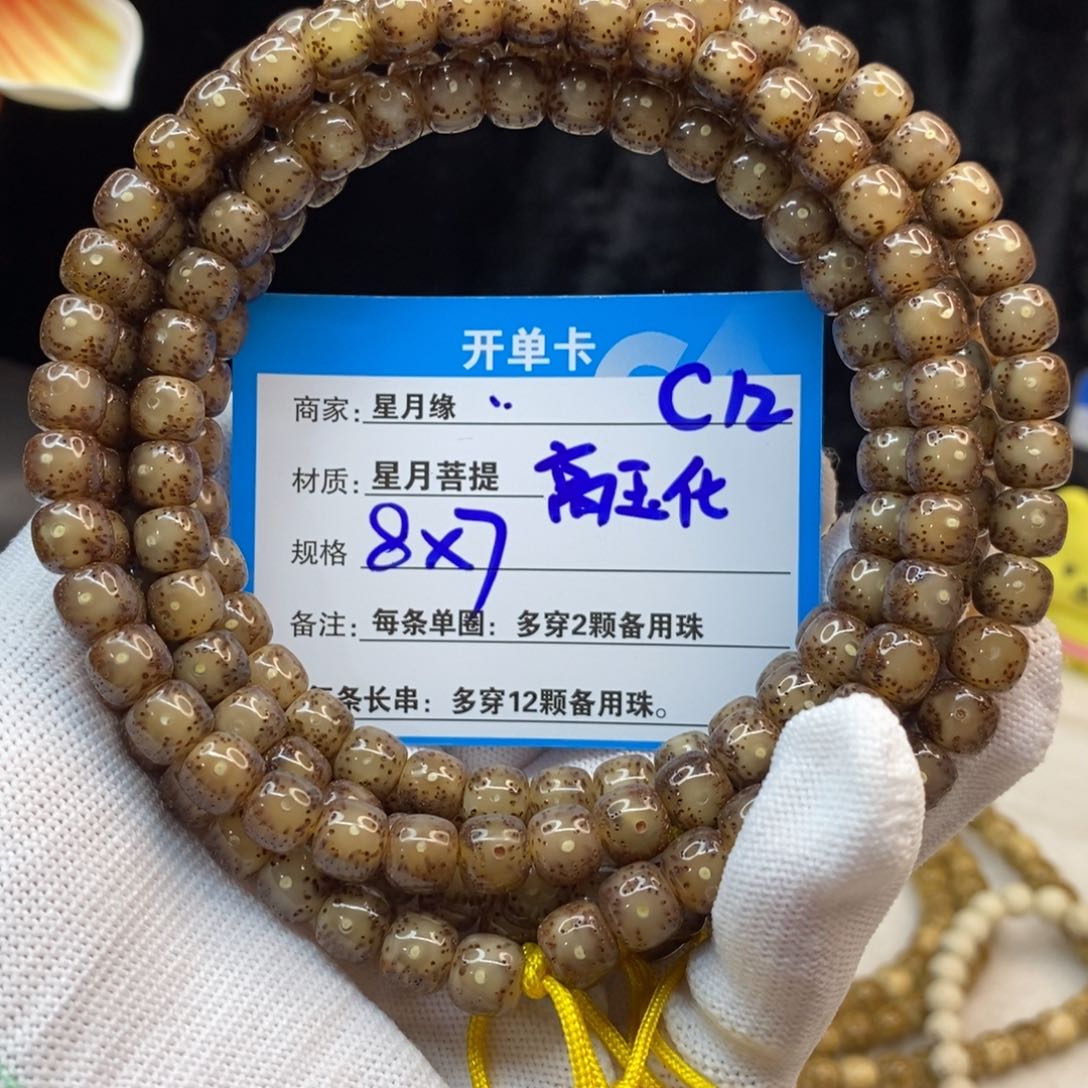 开单卡
商家：星月缘 C12
材质：星月菩提 高玉化
规格 8X7
备注：每条单圈：多穿2颗备用珠
条长串：多穿12颗备用珠。